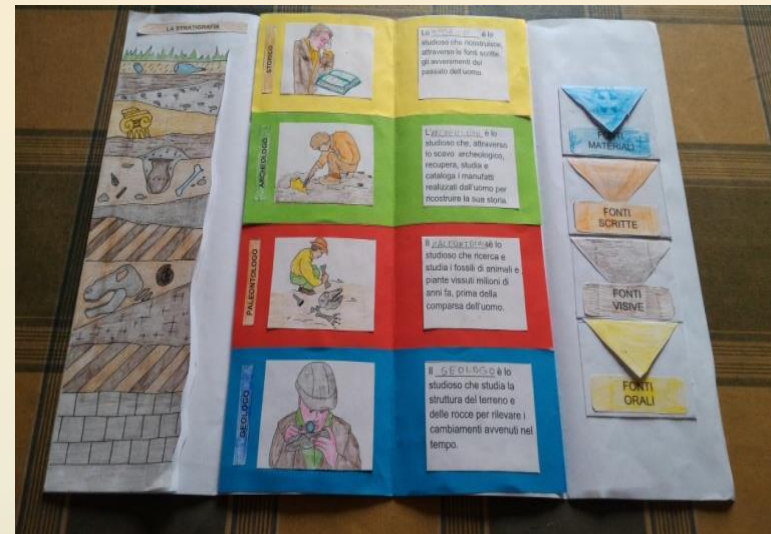 LA STRATIGRAFIA
STORICO
Lo STORICO è lo
studioso che ricostruisce,
attraverso le fonti scritte
gli avvenimenti del
passato dell'uomo.
ARCHEOLOGO
L'ARCHEOLOGO è lo
studioso che, attraverso
lo scavo archeologico,
recupera, studia e
cataloga i manufatti
realizzati dall'uomo per
ricostruire la sua storia.
PALEONTOLOGO
Il PALEONTOLOGO è lo
studioso che ricerca e
studia i fossili di animali e
piante vissuti milioni di
anni fa, prima della
comparsa dell'uomo.
GEOLOGO
Il GEOLOGO è lo
studioso che studia la
struttura del terreno e
delle rocce per rilevare i
cambiamenti avvenuti nel
tempo.
FONTI
MATERIALI
FONTI
SCRITTE
FONTI
VISIVE
FONTI
ORALI